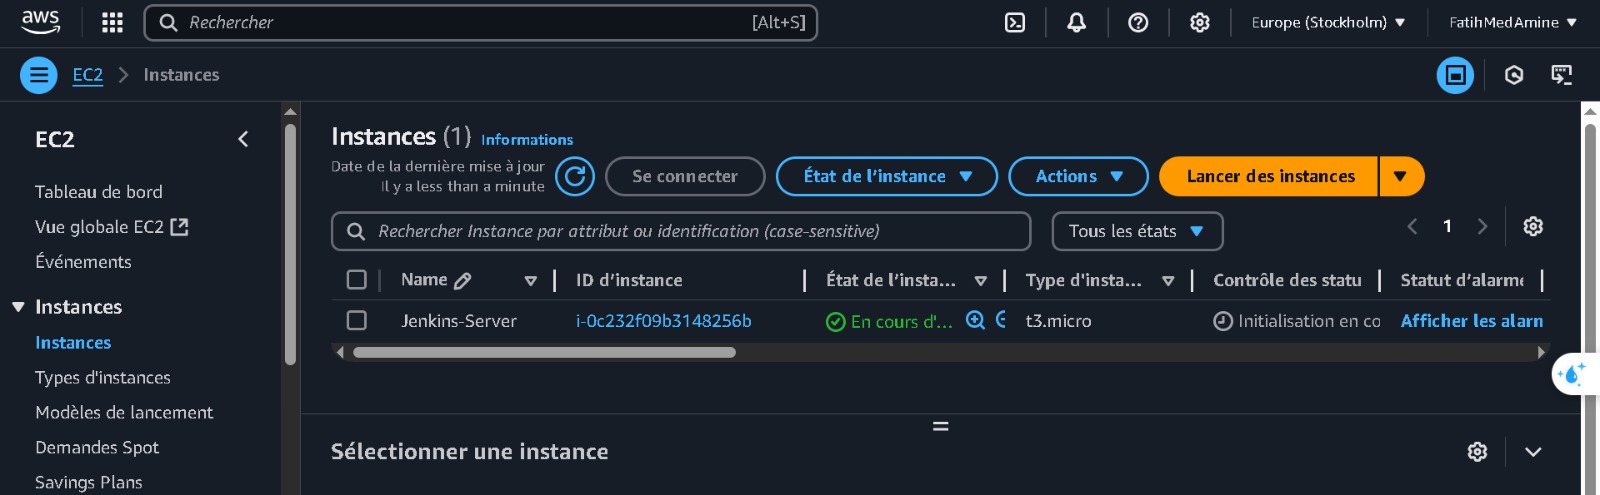 aws
Rechercher
[Alt+S]
Europe (Stockholm)
FatihMedAmine
EC2
Instances
EC2
Tableau de bord
Vue globale EC2
Événements
Instances
Instances
Types d'instances
Modèles de lancement
Demandes Spot
Savings Plans
Instances (1) Informations
Date de la dernière mise à jour
Il y a less than a minute
Se connecter
État de l'instance
Actions
Lancer des instances
Rechercher Instance par attribut ou identification (case-sensitive)
Tous les états
1
Name
ID d'instance
État de l'insta...
Type d'insta...
Contrôle des statu
Statut d'alarme
Jenkins-Server
i-0c232f09b3148256b
En cours d'...
t3.micro
Initialisation en co
Afficher les alarn
Sélectionner une instance